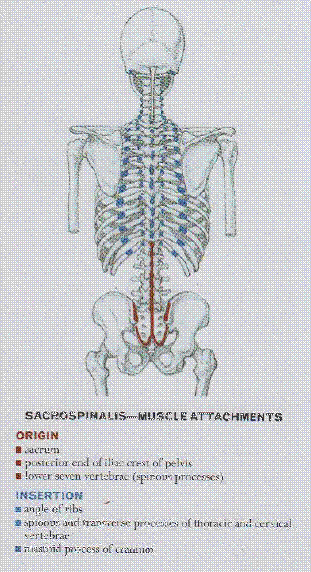 SACROSPINALIS—MUSCLE ATTACHMENTS
ORIGIN
sacrum
posterior end of iliac crest of pelvis
lower seven vertebrae (spinous processes)
INSERTION
angle of ribs
spinous and transverse processes of thoracic and cervical
vertebrae
mastoid process of cranium